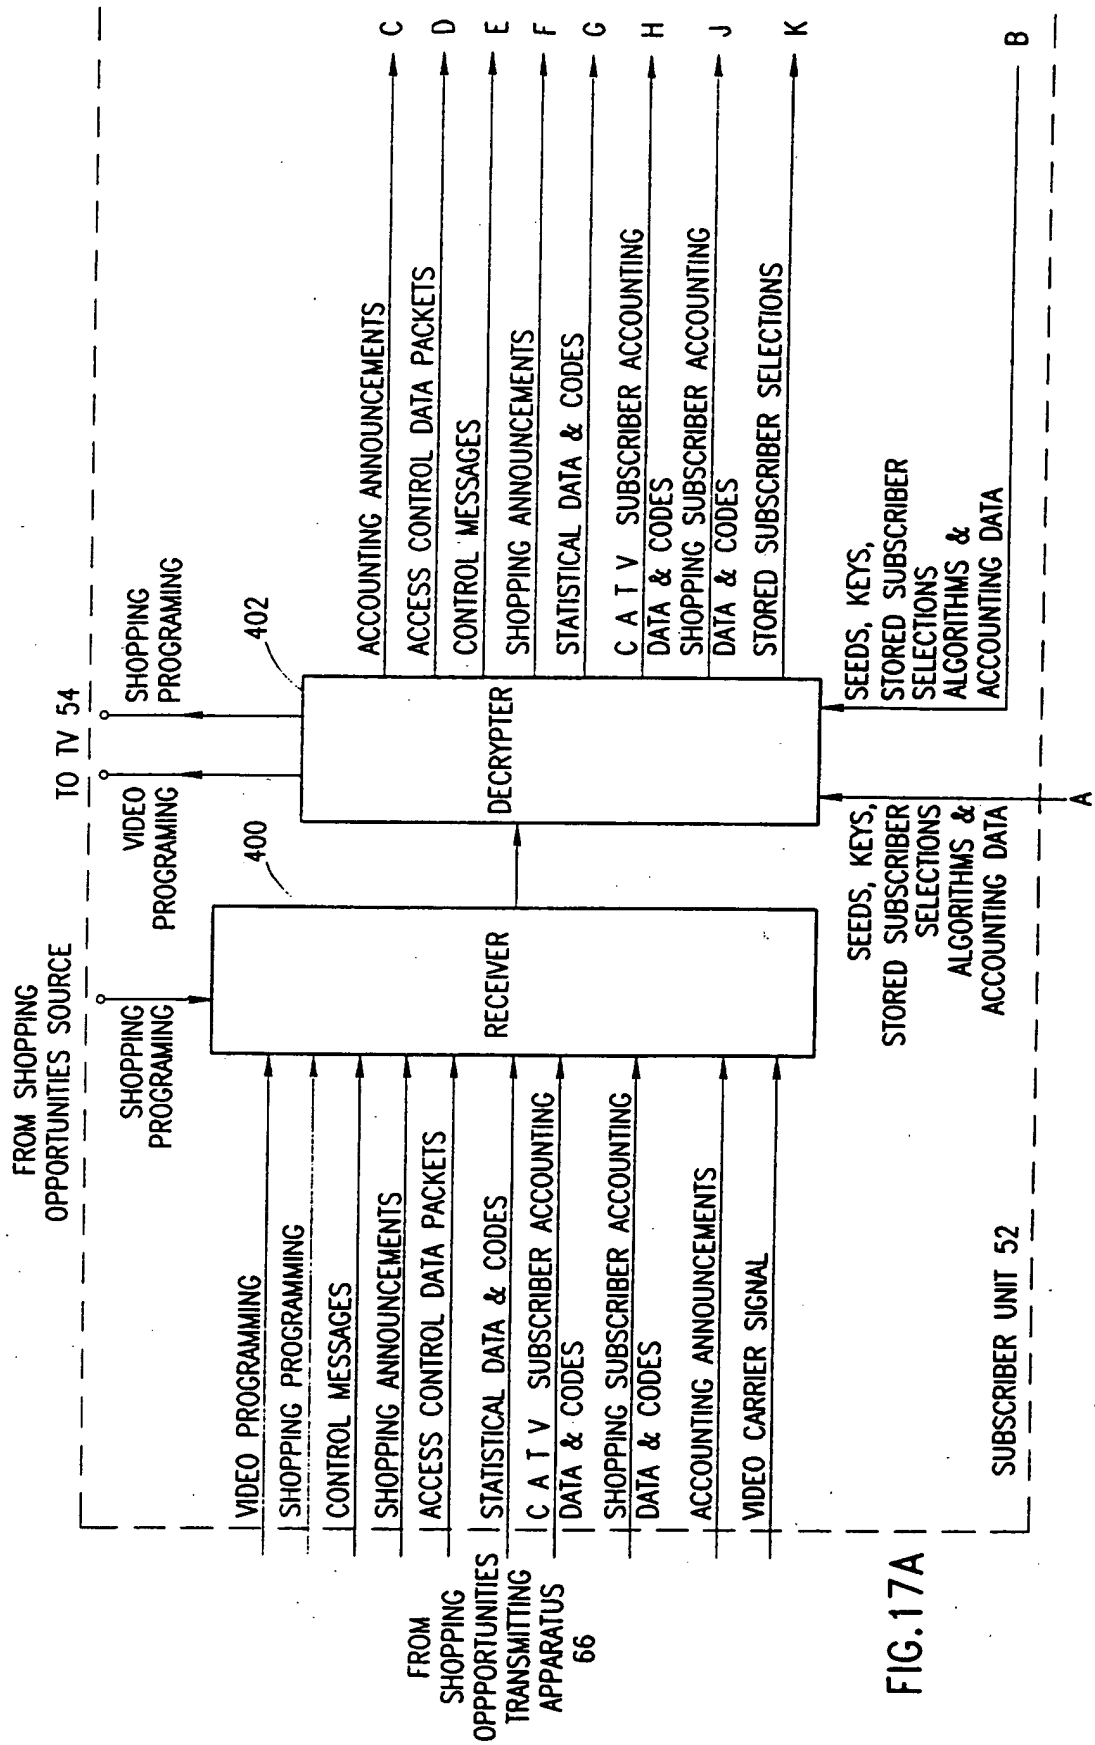 FROM SHOPPING
OPPORTUNITIES SOURCE
TO TV 54
SHOPPING
PROGRAMING
VIDEO
PROGRAMING
SHOPPING
PROGRAMING
400
402
VIDEO PROGRAMMING
SHOPPING PROGRAMMING
CONTROL MESSAGES
SHOPPING ANNOUNCEMENTS
ACCESS CONTROL DATA PACKETS
STATISTICAL DATA & CODES
C A T V SUBSCRIBER ACCOUNTING
DATA & CODES
SHOPPING SUBSCRIBER ACCOUNTING
DATA & CODES
ACCOUNTING ANNOUNCEMENTS
VIDEO CARRIER SIGNAL
FROM
SHOPPING
OPPPORTUNITIES
TRANSMITTING
APPARATUS
66
RECEIVER
DECRYPTER
ACCOUNTING ANNOUNCEMENTS
C
ACCESS CONTROL DATA PACKETS
D
CONTROL MESSAGES
E
SHOPPING ANNOUNCEMENTS
F
STATISTICAL DATA & CODES
G
C A T V SUBSCRIBER ACCOUNTING
DATA & CODES
H
SHOPPING SUBSCRIBER ACCOUNTING
DATA & CODES
J
STORED SUBSCRIBER SELECTIONS
K
SEEDS, KEYS,
STORED SUBSCRIBER
SELECTIONS
ALGORITHMS &
ACCOUNTING DATA
A
SEEDS, KEYS,
STORED SUBSCRIBER
SELECTIONS
ALGORITHMS &
ACCOUNTING DATA
B
SUBSCRIBER UNIT 52
FIG.17A